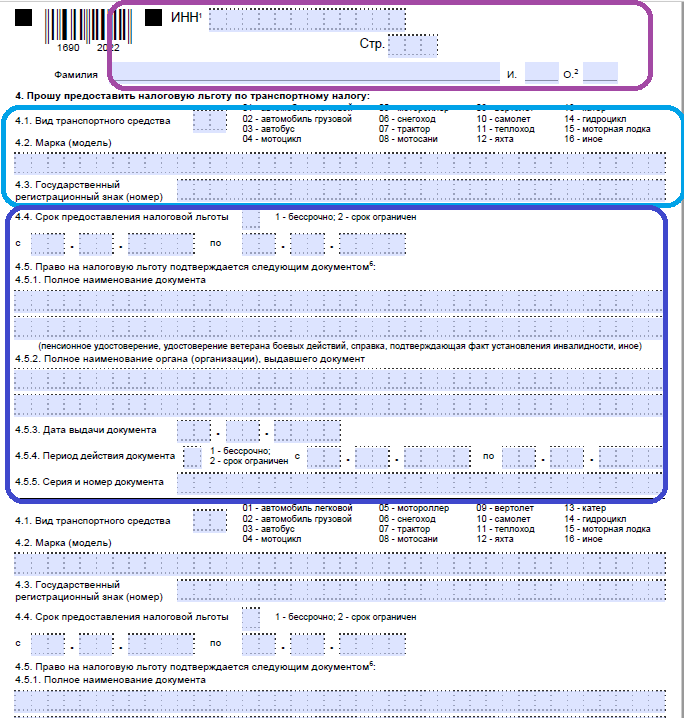 ИНН¹
1690 2022
Стр.
Фамилия И. О.²
4. Прошу предоставить налоговую льготу по транспортному налогу:
01 - автомобиль легковой 05 - мотороллер 09 - вертолет 13 - катер
4.1. Вид транспортного средства 02 - автомобиль грузовой 06 - снегоход 10 - самолет 14 - гидроцикл
03 - автобус 07 - трактор 11 - теплоход 15 - моторная лодка
4.2. Марка (модель) 04 - мотоцикл 08 - мотосани 12 - яхта 16 - иное
4.3. Государственный
регистрационный знак (номер)
4.4. Срок предоставления налоговой льготы 1 - бессрочно; 2 - срок ограничен
с . . по . .
4.5. Право на налоговую льготу подтверждается следующим документом⁶:
4.5.1. Полное наименование документа
(пенсионное удостоверение, удостоверение ветерана боевых действий, справка, подтверждающая факт установления инвалидности, иное)
4.5.2. Полное наименование органа (организации), выдавшего документ
4.5.3. Дата выдачи документа . .
4.5.4. Период действия документа 1 - бессрочно; с . . по . .
2 - срок ограничен
4.5.5. Серия и номер документа
01 - автомобиль легковой 05 - мотороллер 09 - вертолет 13 - катер
4.1. Вид транспортного средства 02 - автомобиль грузовой 06 - снегоход 10 - самолет 14 - гидроцикл
03 - автобус 07 - трактор 11 - теплоход 15 - моторная лодка
4.2. Марка (модель) 04 - мотоцикл 08 - мотосани 12 - яхта 16 - иное
4.3. Государственный
регистрационный знак (номер)
4.4. Срок предоставления налоговой льготы 1 - бессрочно; 2 - срок ограничен
с . . по . .
4.5. Право на налоговую льготу подтверждается следующим документом⁶:
4.5.1. Полное наименование документа